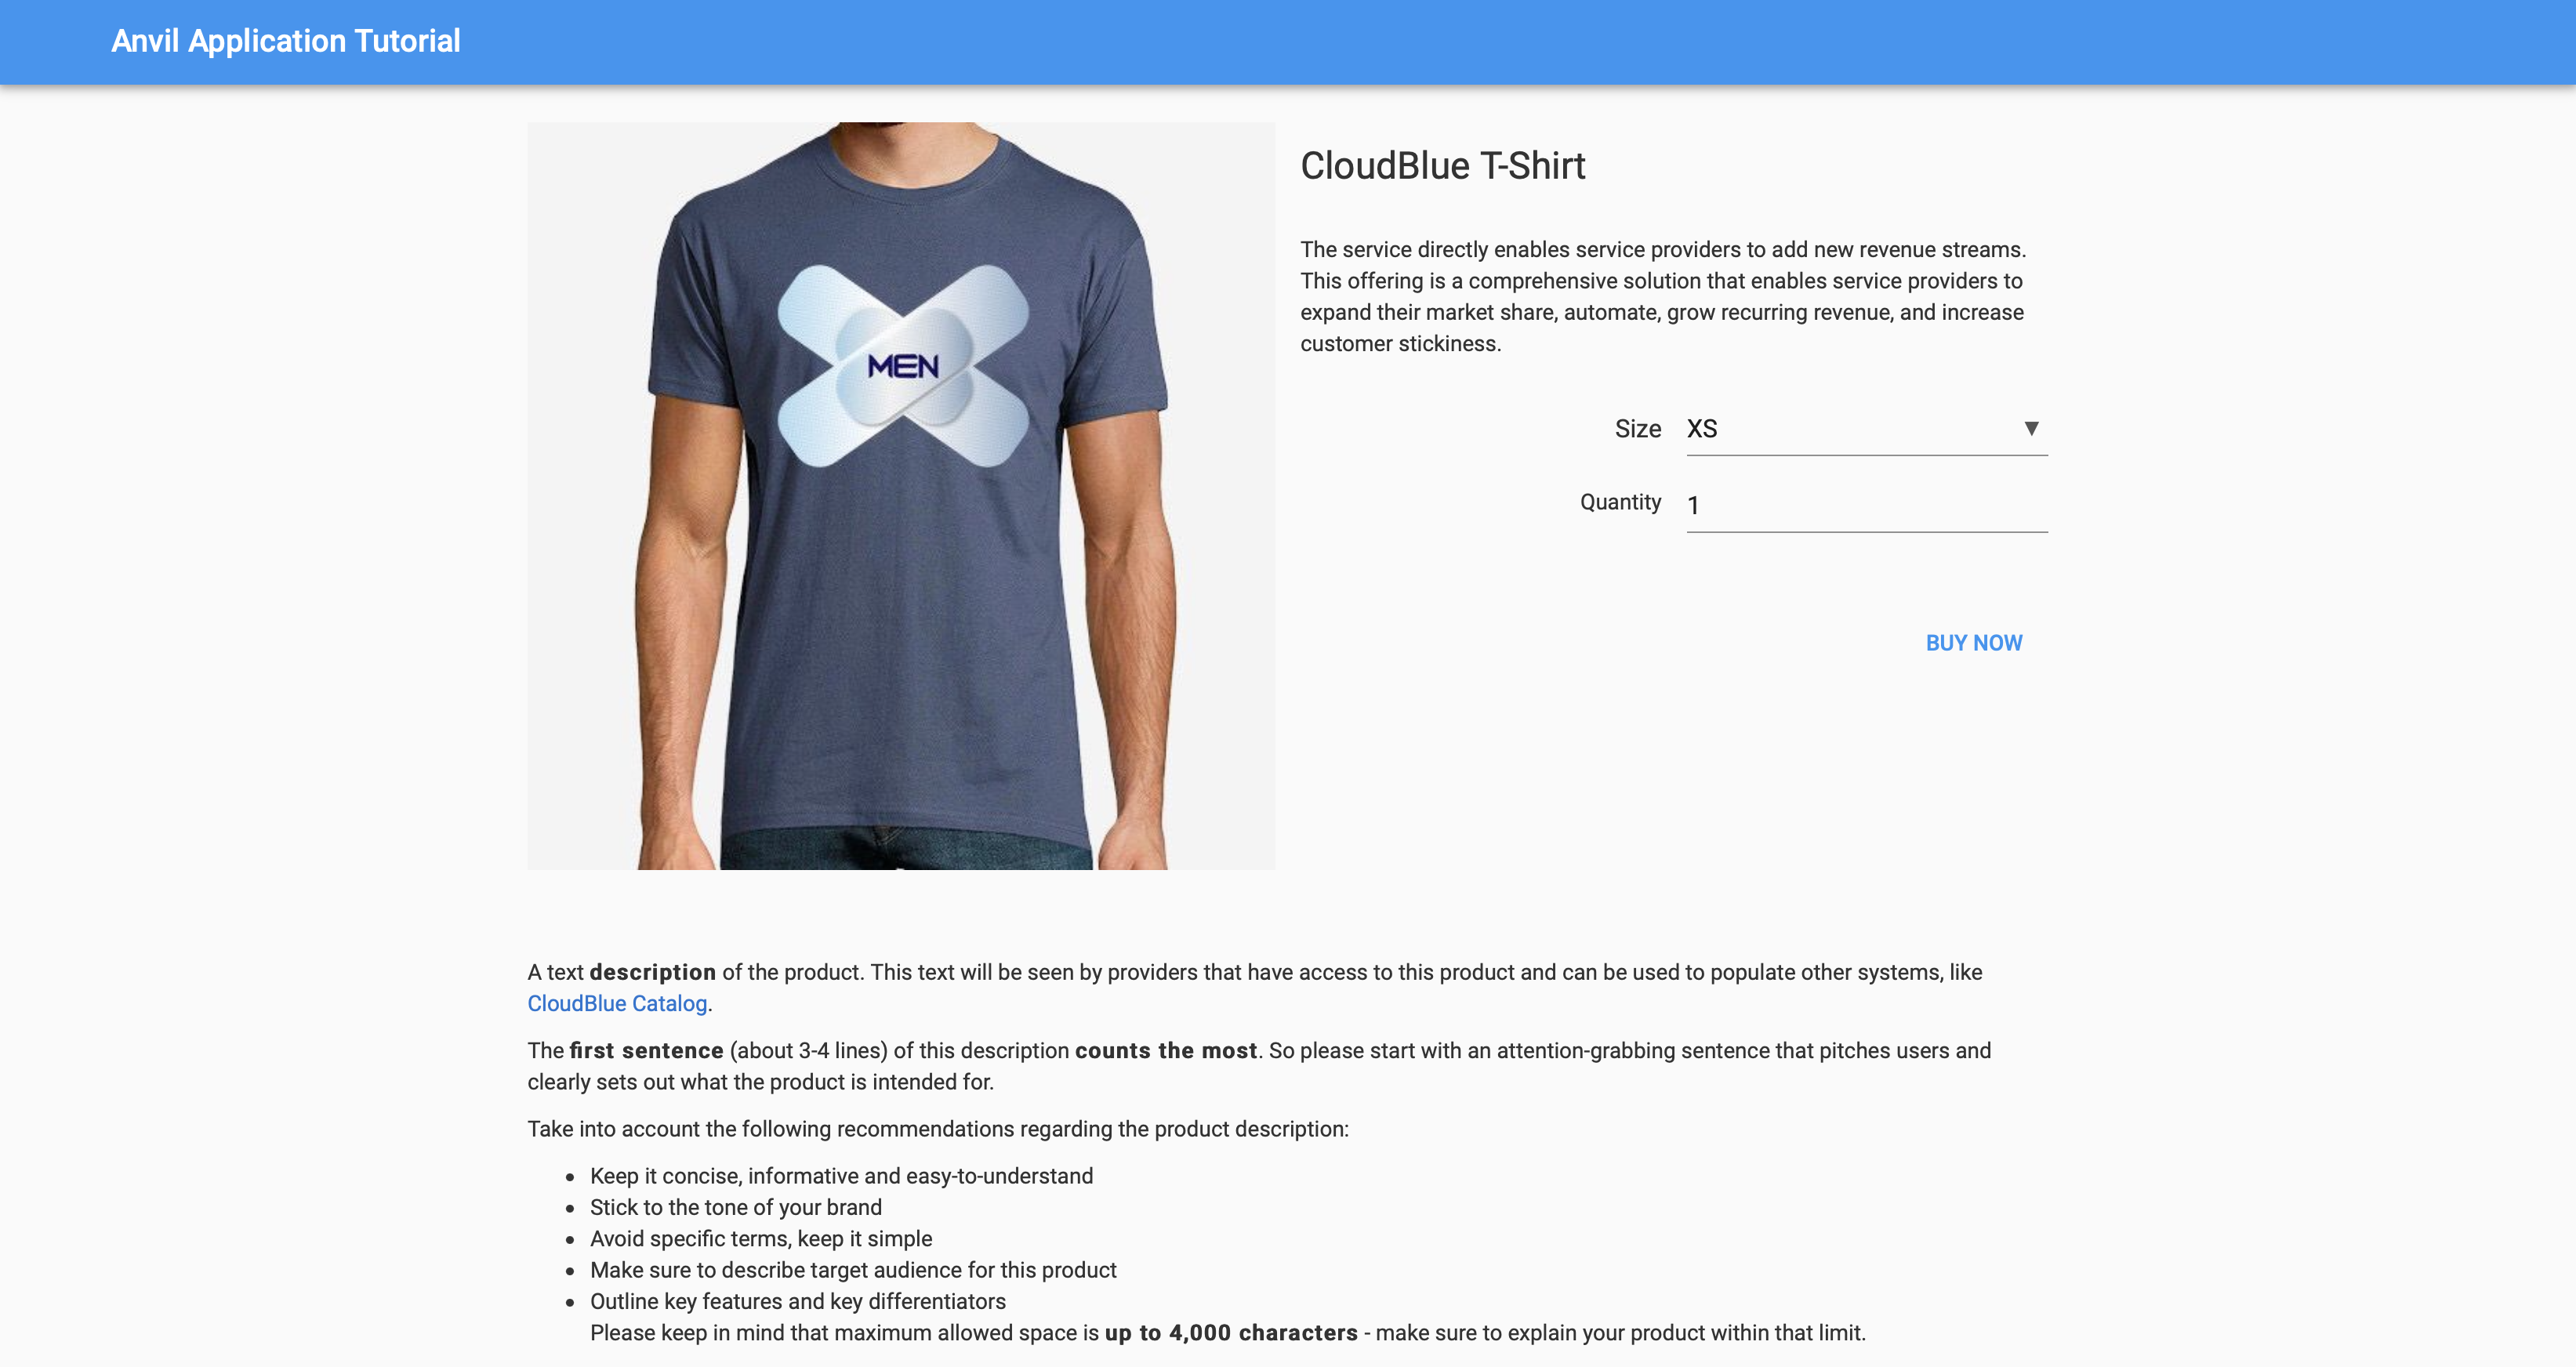 Anvil Application Tutorial
MEN
CloudBlue T-Shirt
The service directly enables service providers to add new revenue streams.
This offering is a comprehensive solution that enables service providers to
expand their market share, automate, grow recurring revenue, and increase
customer stickiness.
Size XS ▼
Quantity 1
BUY NOW
A text description of the product. This text will be seen by providers that have access to this product and can be used to populate other systems, like
CloudBlue Catalog.
The first sentence (about 3-4 lines) of this description counts the most. So please start with an attention-grabbing sentence that pitches users and
clearly sets out what the product is intended for.
Take into account the following recommendations regarding the product description:
• Keep it concise, informative and easy-to-understand
• Stick to the tone of your brand
• Avoid specific terms, keep it simple
• Make sure to describe target audience for this product
• Outline key features and key differentiators
Please keep in mind that maximum allowed space is up to 4,000 characters - make sure to explain your product within that limit.